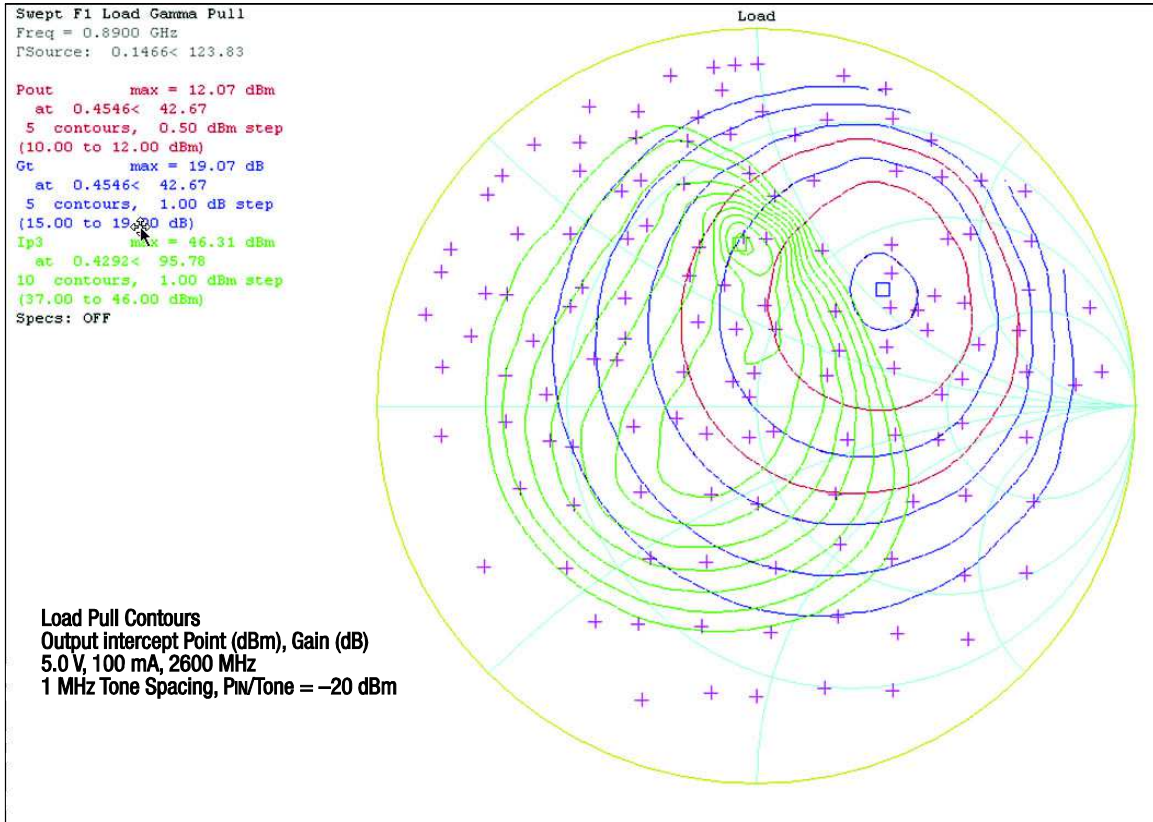 Swept F1 Load Gamma Pull
Freq = 0.8900 GHz
ΓSource: 0.1466< 123.83
Pout max = 12.07 dBm
at 0.4546< 42.67
5 contours, 0.50 dBm step
(10.00 to 12.00 dBm)
Gt max = 19.07 dB
at 0.4546< 42.67
5 contours, 1.00 dB step
(15.00 to 19.00 dB)
Ip3 max = 46.31 dBm
at 0.4292< 95.78
10 contours, 1.00 dBm step
(37.00 to 46.00 dBm)
Specs: OFF
Load
Load Pull Contours
Output intercept Point (dBm), Gain (dB)
5.0 V, 100 mA, 2600 MHz
1 MHz Tone Spacing, PIN/Tone = –20 dBm